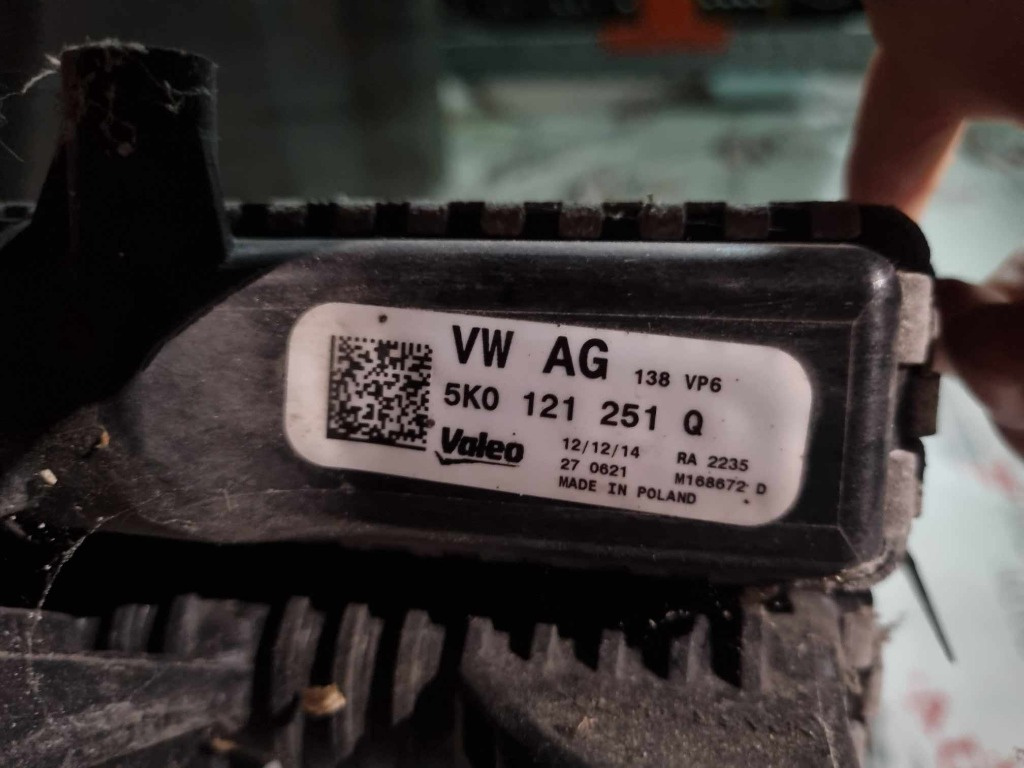 VW AG 138 VP6
5K0 121 251 Q
Valeo 12/12/14 RA 2235
27 0621 M168672 D
MADE IN POLAND